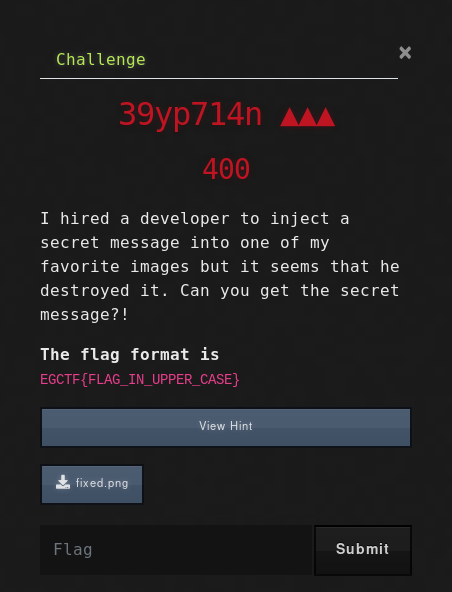 Challenge
×
39yp714n ▲▲▲
400
I hired a developer to inject a
secret message into one of my
favorite images but it seems that he
destroyed it. Can you get the secret
message?!
The flag format is
EGCTF{FLAG_IN_UPPER_CASE}
View Hint
fixed.png
Flag
Submit